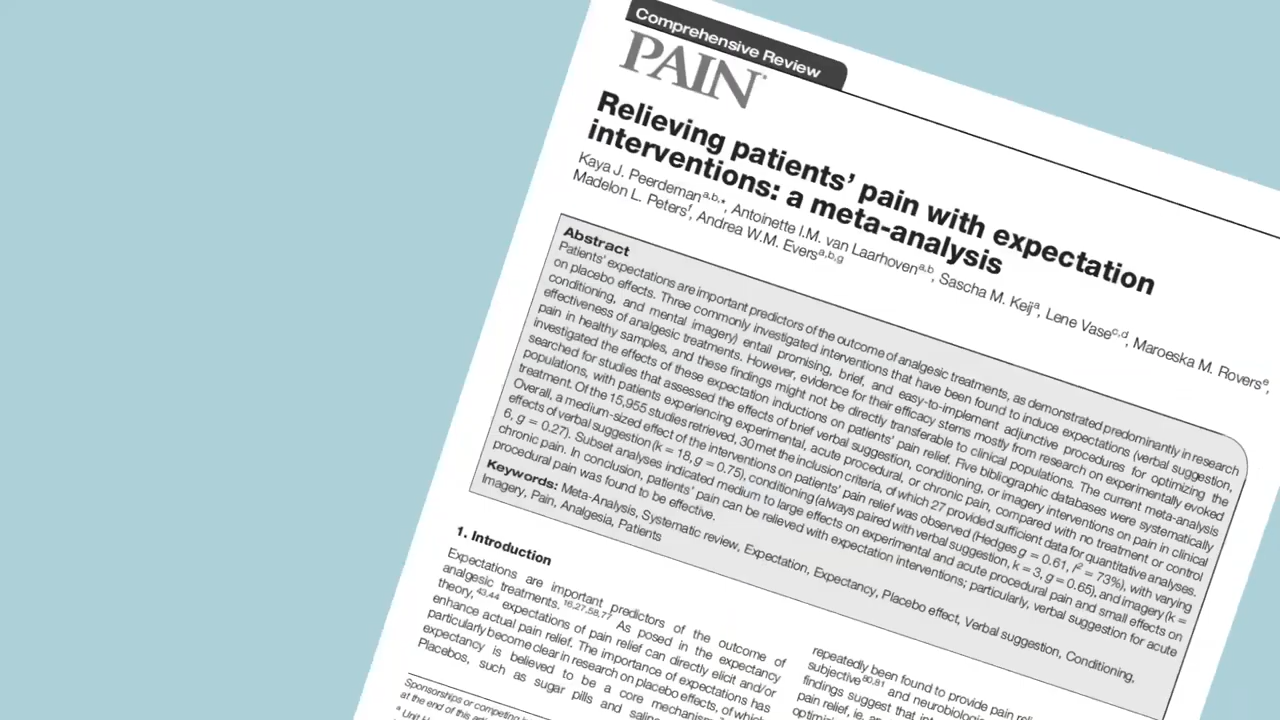 Comprehensive Review
PAIN
Relieving patients' pain with expectation
interventions: a meta-analysis
Kaya J. Peerdeman a,b,*, Antoinette I.M. van Laarhoven a,b, Sascha M. Keij a, Lene Vase c,d, Maroeska M. Rovers e,
Madelon L. Peters f, Andrea W.M. Evers a,b,g
Abstract
Patients' expectations are important predictors of the outcome of analgesic treatments, as demonstrated predominantly in research
on placebo effects. Three commonly investigated interventions that have been found to induce expectations (verbal suggestion,
conditioning, and mental imagery) entail promising, brief, and easy-to-implement adjunctive procedures for optimizing the
effectiveness of analgesic treatments. However, evidence for their efficacy stems mostly from research on experimentally evoked
pain in healthy samples, and these findings might not be directly transferable to clinical populations. The current meta-analysis
investigated the effects of these expectation inductions on patients' pain relief. Five bibliographic databases were systematically
searched for studies that assessed the effects of brief verbal suggestion, conditioning, or imagery interventions on pain in clinical
populations, with patients experiencing experimental, acute procedural, or chronic pain, compared with no treatment or control
treatment. Of the 15,955 studies retrieved, 30 met the inclusion criteria, of which 27 provided sufficient data for quantitative analyses.
Overall, a medium-sized effect of the interventions on patients' pain relief was observed (Hedges g = 0.61, I² = 73%), with varying
effects of verbal suggestion (k = 18, g = 0.75), conditioning (always paired with verbal suggestion, k = 3, g = 0.65), and imagery (k =
6, g = 0.27). Subset analyses indicated medium to large effects on experimental and acute procedural pain and small effects on
chronic pain. In conclusion, patients' pain can be relieved with expectation interventions; particularly, verbal suggestion for acute
procedural pain was found to be effective.
Keywords: Meta-Analysis, Systematic review, Expectation, Expectancy, Placebo effect, Verbal suggestion, Conditioning,
Imagery, Pain, Analgesia, Patients
1. Introduction
Expectations are important predictors of the outcome of
analgesic treatments. 16,27,58,77 As posed in the expectancy
theory, 43,44 expectations of pain relief can directly elicit and/or
enhance actual pain relief. The importance of expectations has
particularly become clear in research on placebo effects, of which
expectancy is believed to be a core mechanism
Placebos, such as sugar pills and
repeatedly been found to provide pain
subjective 80,81 and neurobiolog
findings suggest that
pain relief, ie,
Sponsorships or competing
at the end of this